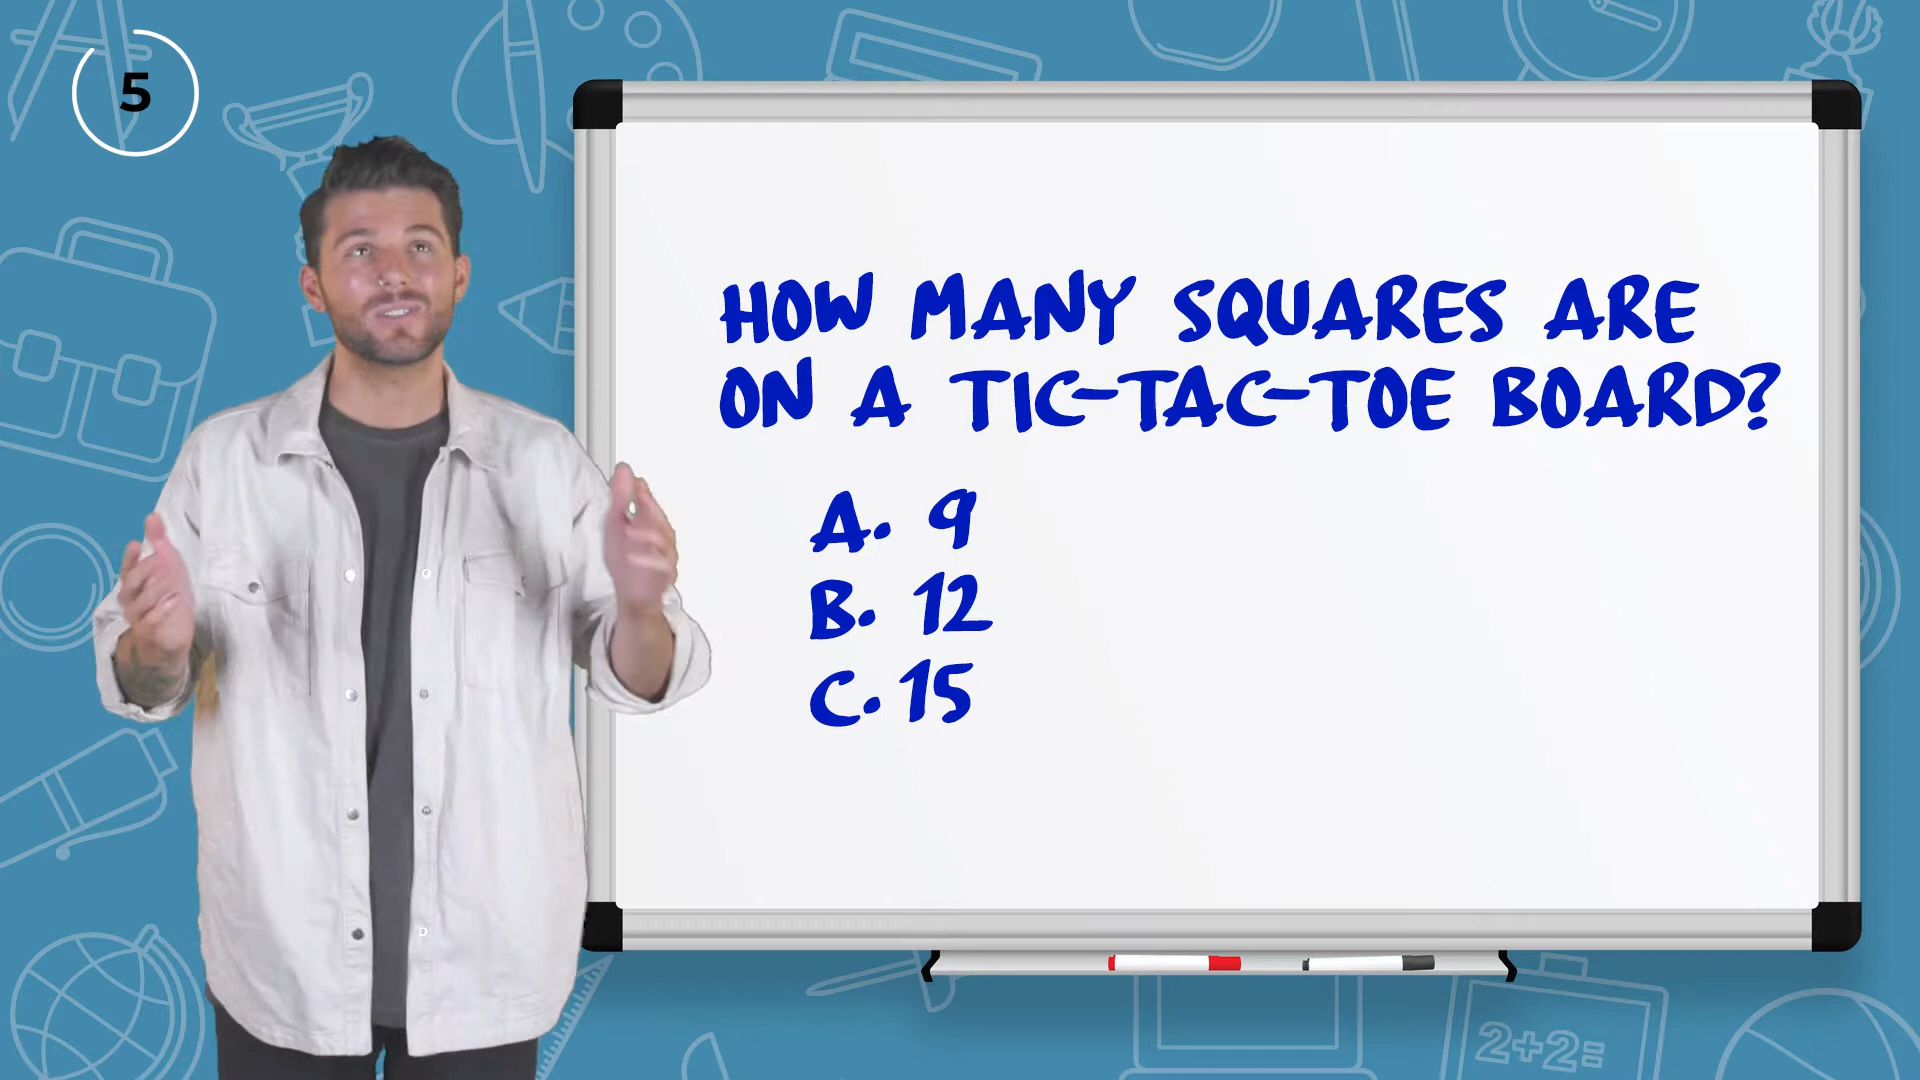 5
HOW MANY SQUARES ARE
ON A TIC-TAC-TOE BOARD?
A. 9
B. 12
C. 15
2+2=